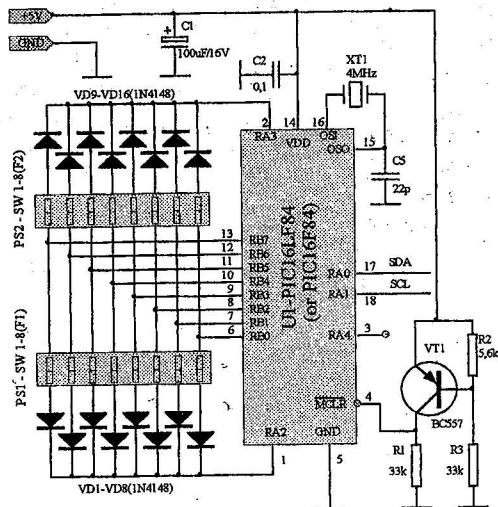 +5V
GND
C1
100uF/16V
C2
0,1
XT1
4MHz
VD9-VD16(1N4148)
2
14
16
RA3
VDD
OSI
OSO
15
C5
22p
PS2 - SW 1-8(F2)
U1-PIC16LF84
(or PIC16F84)
13
RB7
12
RB6
11
RB5
10
RB4
9
RB3
8
RB2
7
RB1
6
RB0
RA0
17
SDA
RA1
SCL
18
RA4
3
PS1 - SW 1-8(F1)
VT1
R2
5,6k
BC557
MCLR
4
RA2
GND
R1
33k
R3
33k
1
5
VD1-VD8(1N4148)